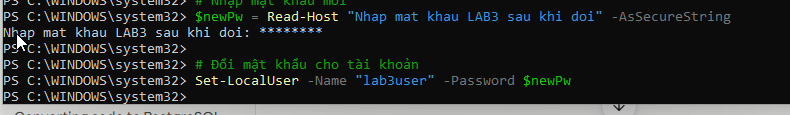 PS C:\WINDOWS\system32> # Nhập mật khẩu mới
PS C:\WINDOWS\system32> $newPw = Read-Host "Nhap mat khau LAB3 sau khi doi" -AsSecureString
Nhap mat khau LAB3 sau khi doi: ********
PS C:\WINDOWS\system32>
PS C:\WINDOWS\system32> # Đổi mật khẩu cho tài khoản
PS C:\WINDOWS\system32> Set-LocalUser -Name "lab3user" -Password $newPw
PS C:\WINDOWS\system32>
Converting code to PostgreSQL